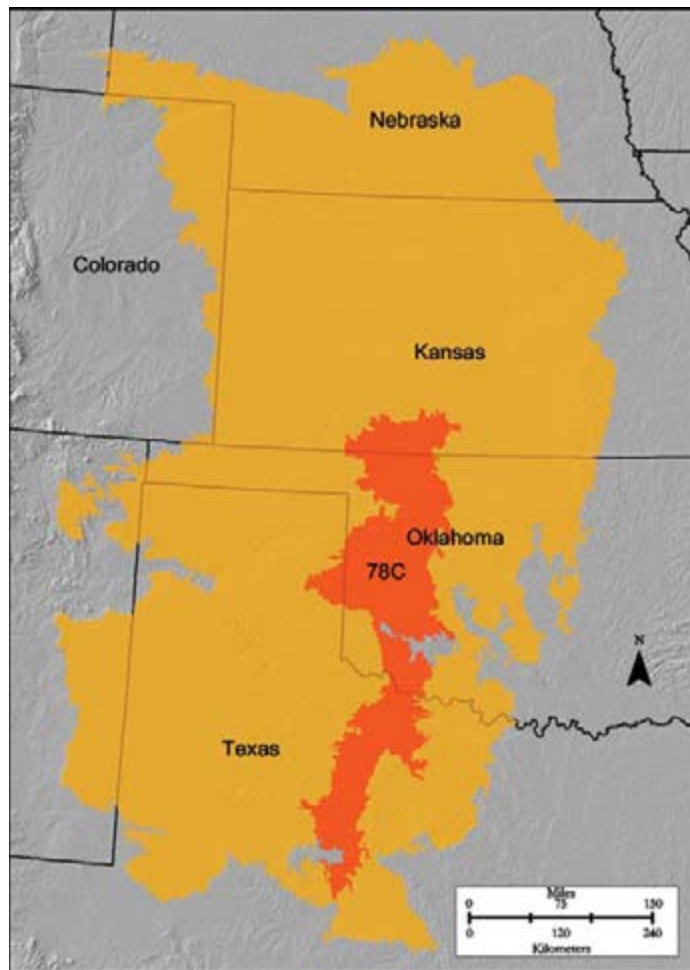 Nebraska
Colorado
Kansas
Oklahoma
78C
N
Texas
Miles
0 75 150
0 120 240
Kilometers